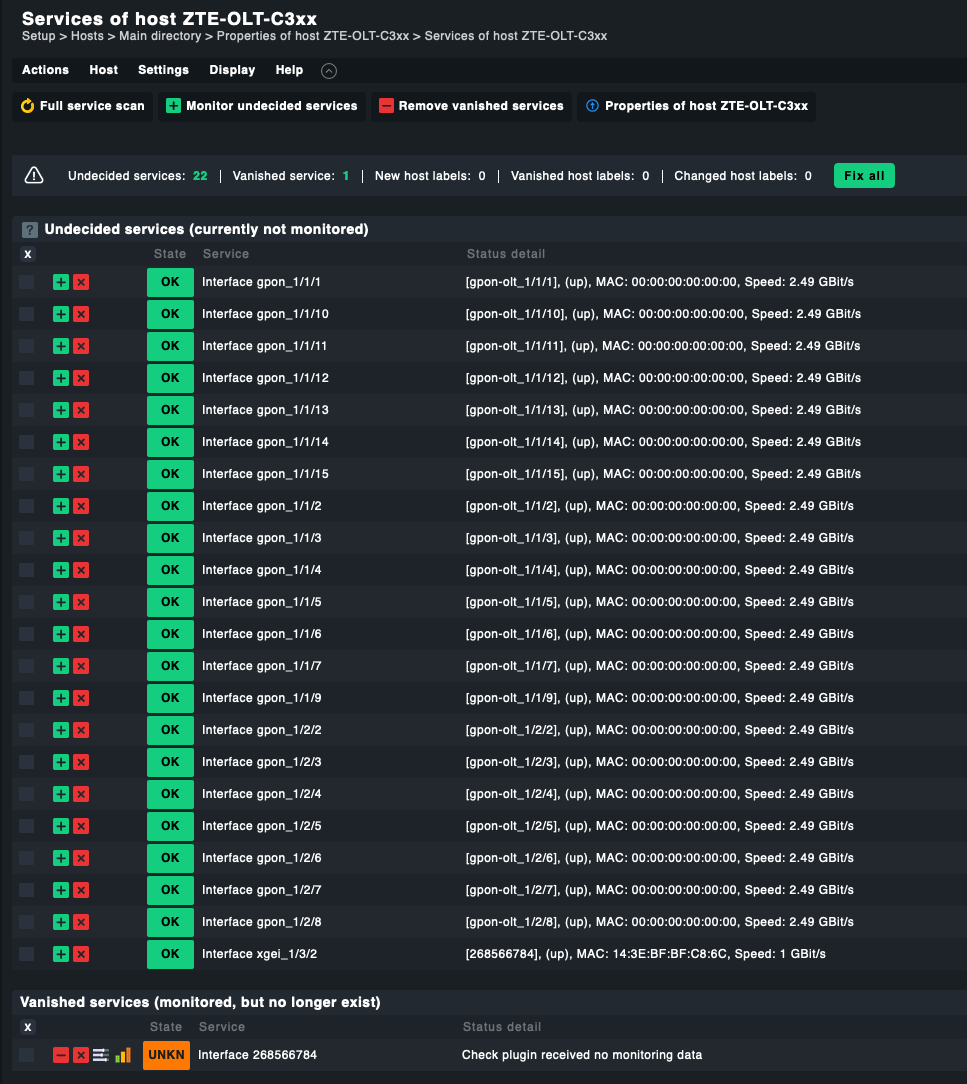 Services of host ZTE-OLT-C3xx
Setup > Hosts > Main directory > Properties of host ZTE-OLT-C3xx > Services of host ZTE-OLT-C3xx
Actions Host Settings Display Help
Full service scan Monitor undecided services Remove vanished services Properties of host ZTE-OLT-C3xx
Undecided services: 22 | Vanished service: 1 | New host labels: 0 | Vanished host labels: 0 | Changed host labels: 0 Fix all
? Undecided services (currently not monitored)
X State Service Status detail
OK Interface gpon_1/1/1 [gpon-olt_1/1/1], (up), MAC: 00:00:00:00:00:00, Speed: 2.49 GBit/s
OK Interface gpon_1/1/10 [gpon-olt_1/1/10], (up), MAC: 00:00:00:00:00:00, Speed: 2.49 GBit/s
OK Interface gpon_1/1/11 [gpon-olt_1/1/11], (up), MAC: 00:00:00:00:00:00, Speed: 2.49 GBit/s
OK Interface gpon_1/1/12 [gpon-olt_1/1/12], (up), MAC: 00:00:00:00:00:00, Speed: 2.49 GBit/s
OK Interface gpon_1/1/13 [gpon-olt_1/1/13], (up), MAC: 00:00:00:00:00:00, Speed: 2.49 GBit/s
OK Interface gpon_1/1/14 [gpon-olt_1/1/14], (up), MAC: 00:00:00:00:00:00, Speed: 2.49 GBit/s
OK Interface gpon_1/1/15 [gpon-olt_1/1/15], (up), MAC: 00:00:00:00:00:00, Speed: 2.49 GBit/s
OK Interface gpon_1/1/2 [gpon-olt_1/1/2], (up), MAC: 00:00:00:00:00:00, Speed: 2.49 GBit/s
OK Interface gpon_1/1/3 [gpon-olt_1/1/3], (up), MAC: 00:00:00:00:00:00, Speed: 2.49 GBit/s
OK Interface gpon_1/1/4 [gpon-olt_1/1/4], (up), MAC: 00:00:00:00:00:00, Speed: 2.49 GBit/s
OK Interface gpon_1/1/5 [gpon-olt_1/1/5], (up), MAC: 00:00:00:00:00:00, Speed: 2.49 GBit/s
OK Interface gpon_1/1/6 [gpon-olt_1/1/6], (up), MAC: 00:00:00:00:00:00, Speed: 2.49 GBit/s
OK Interface gpon_1/1/7 [gpon-olt_1/1/7], (up), MAC: 00:00:00:00:00:00, Speed: 2.49 GBit/s
OK Interface gpon_1/1/9 [gpon-olt_1/1/9], (up), MAC: 00:00:00:00:00:00, Speed: 2.49 GBit/s
OK Interface gpon_1/2/2 [gpon-olt_1/2/2], (up), MAC: 00:00:00:00:00:00, Speed: 2.49 GBit/s
OK Interface gpon_1/2/3 [gpon-olt_1/2/3], (up), MAC: 00:00:00:00:00:00, Speed: 2.49 GBit/s
OK Interface gpon_1/2/4 [gpon-olt_1/2/4], (up), MAC: 00:00:00:00:00:00, Speed: 2.49 GBit/s
OK Interface gpon_1/2/5 [gpon-olt_1/2/5], (up), MAC: 00:00:00:00:00:00, Speed: 2.49 GBit/s
OK Interface gpon_1/2/6 [gpon-olt_1/2/6], (up), MAC: 00:00:00:00:00:00, Speed: 2.49 GBit/s
OK Interface gpon_1/2/7 [gpon-olt_1/2/7], (up), MAC: 00:00:00:00:00:00, Speed: 2.49 GBit/s
OK Interface gpon_1/2/8 [gpon-olt_1/2/8], (up), MAC: 00:00:00:00:00:00, Speed: 2.49 GBit/s
OK Interface xgei_1/3/2 [268566784], (up), MAC: 14:3E:BF:BF:C8:6C, Speed: 1 GBit/s
Vanished services (monitored, but no longer exist)
X State Service Status detail
UNKN Interface 268566784 Check plugin received no monitoring data